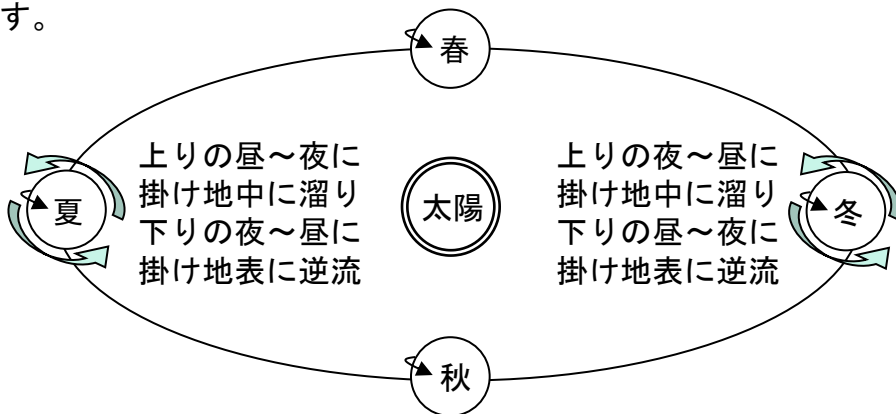 す。
春
上りの昼～夜に
掛け地中に溜り
下りの夜～昼に
掛け地表に逆流
上りの夜～昼に
掛け地中に溜り
下りの昼～夜に
掛け地表に逆流
夏
太陽
冬
秋